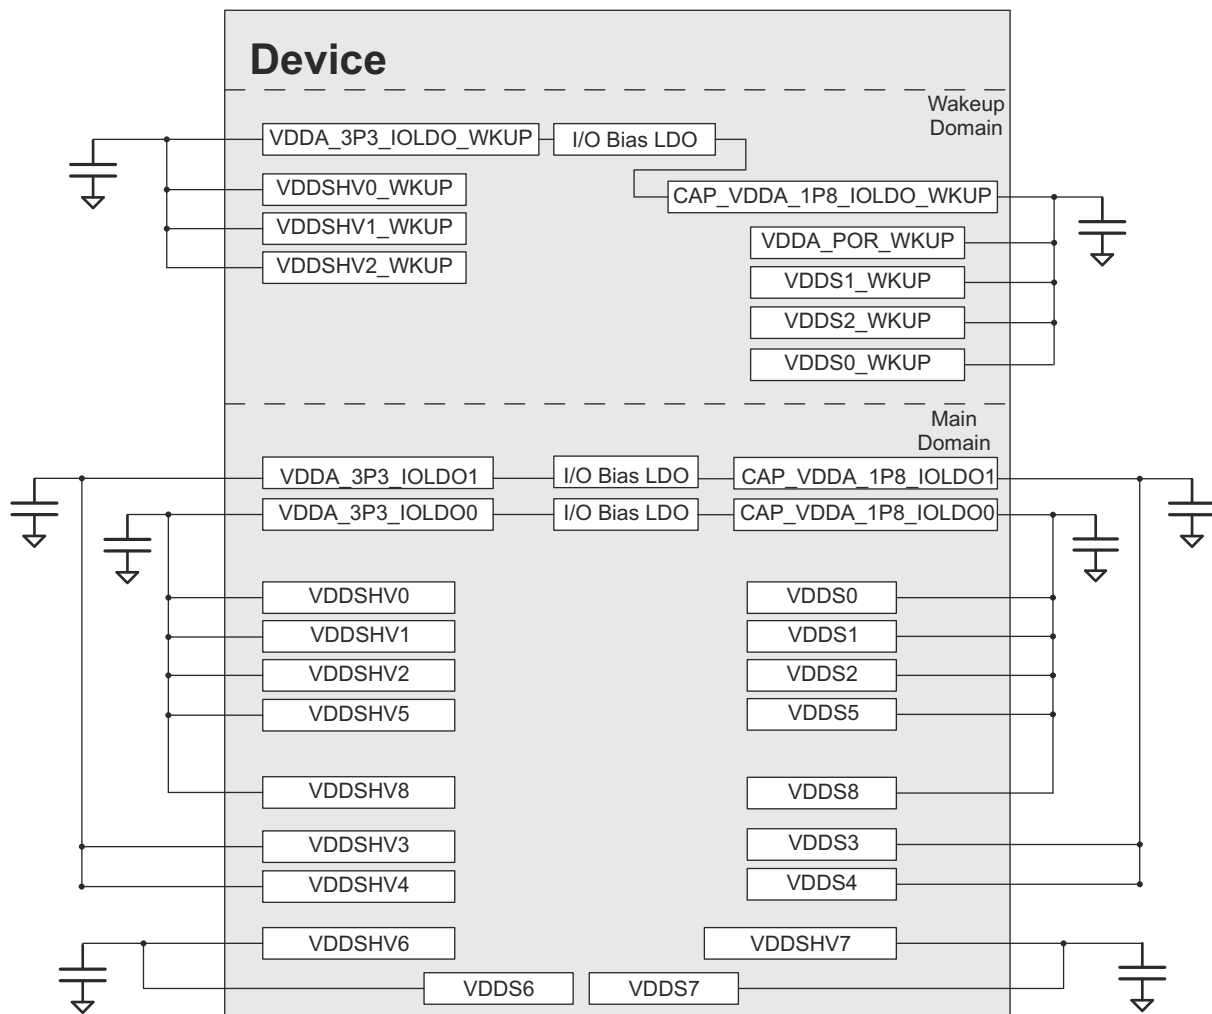 Device
Wakeup
Domain
VDDA_3P3_IOLDO_WKUP
I/O Bias LDO
VDDSHV0_WKUP
CAP_VDDA_1P8_IOLDO_WKUP
VDDSHV1_WKUP
VDDA_POR_WKUP
VDDSHV2_WKUP
VDDS1_WKUP
VDDS2_WKUP
VDDS0_WKUP
Main
Domain
VDDA_3P3_IOLDO1
I/O Bias LDO
CAP_VDDA_1P8_IOLDO1
VDDA_3P3_IOLDO0
I/O Bias LDO
CAP_VDDA_1P8_IOLDO0
VDDSHV0
VDDS0
VDDSHV1
VDDS1
VDDSHV2
VDDS2
VDDSHV5
VDDS5
VDDSHV8
VDDS8
VDDSHV3
VDDS3
VDDSHV4
VDDS4
VDDSHV6
VDDSHV7
VDDS6
VDDS7